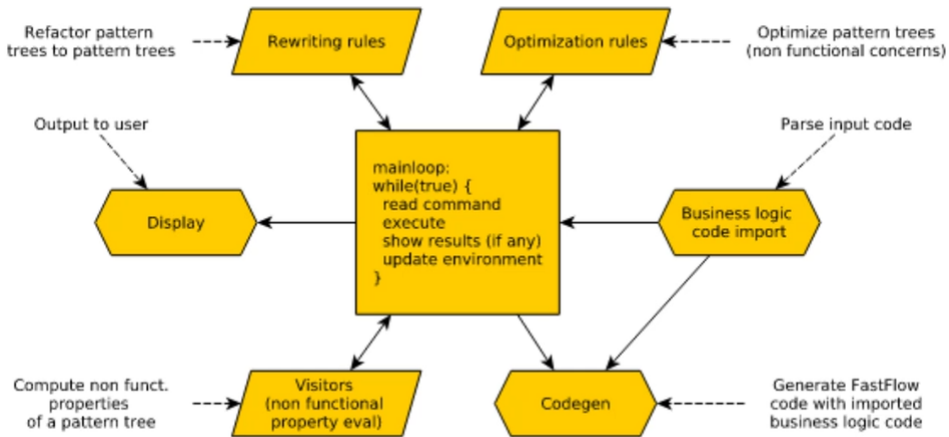 Refactor pattern
trees to pattern trees
Rewriting rules
Optimization rules
Optimize pattern trees
(non functional concerns)
Output to user
Parse input code
mainloop:
while(true) {
read command
execute
show results (if any)
update environment
}
Display
Business logic
code import
Compute non funct.
properties
of a pattern tree
Visitors
(non functional
property eval)
Codegen
Generate FastFlow
code with imported
business logic code